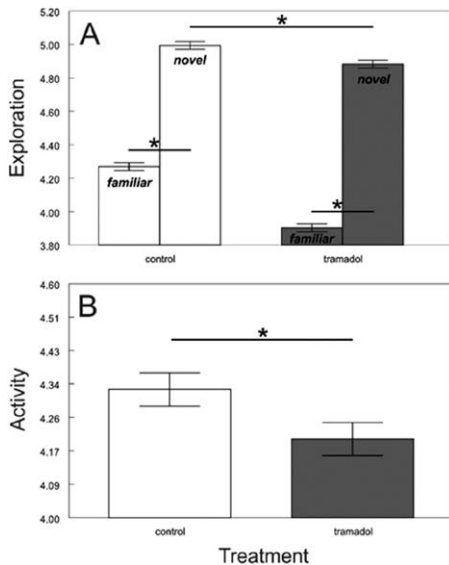 A
Exploration
5.20
5.00
4.80
4.60
4.40
4.20
4.00
3.80
*
novel
novel
*
familiar
*
familiar
control
tramadol
B
Activity
4.60
4.51
4.43
4.34
4.26
4.17
4.09
4.00
*
control
tramadol
Treatment